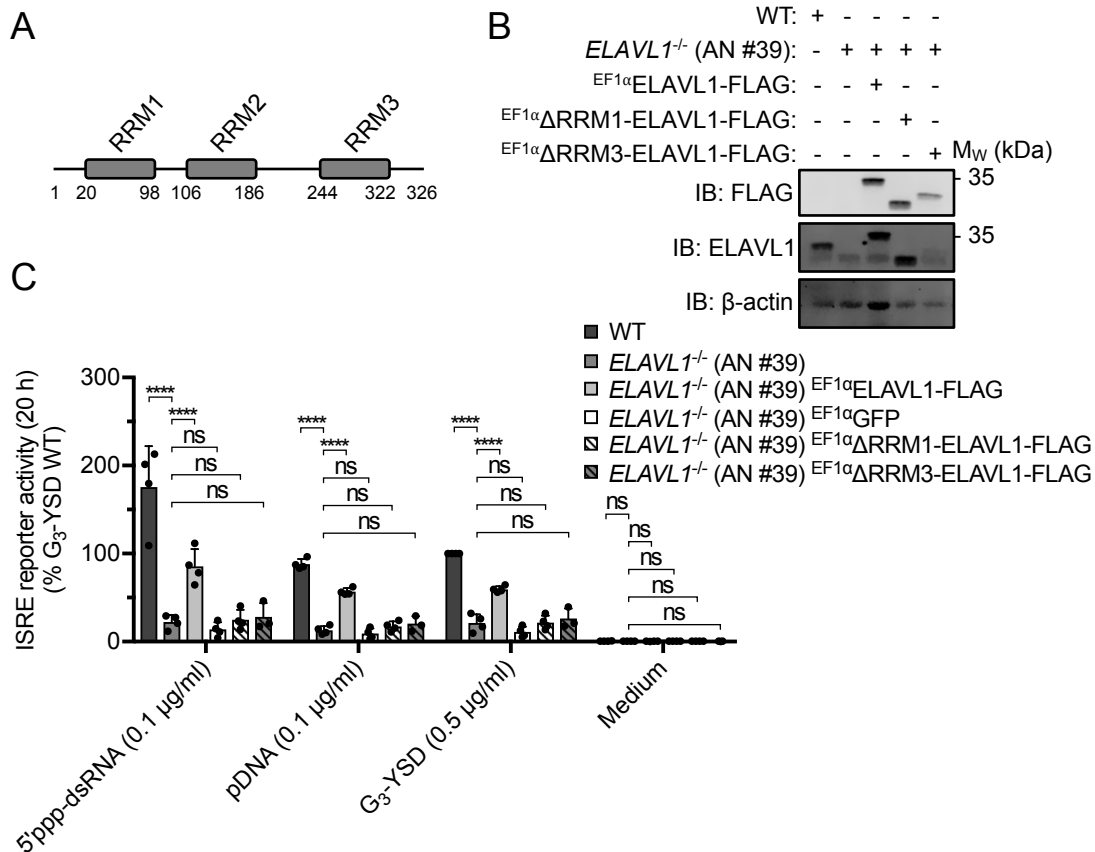 A
RRM1
RRM2
RRM3
1 20 98 106 186 244 322 326
B
WT: + - - - -
ELAVL1-/- (AN #39): - + + + +
EF1αELAVL1-FLAG: - - + - -
EF1αΔRRM1-ELAVL1-FLAG: - - - + -
EF1αΔRRM3-ELAVL1-FLAG: - - - - + MW (kDa)
IB: FLAG - 35
IB: ELAVL1 - 35
IB: β-actin
C
WT
ELAVL1-/- (AN #39)
ELAVL1-/- (AN #39) EF1αELAVL1-FLAG
ELAVL1-/- (AN #39) EF1αGFP
ELAVL1-/- (AN #39) EF1αΔRRM1-ELAVL1-FLAG
ELAVL1-/- (AN #39) EF1αΔRRM3-ELAVL1-FLAG
ISRE reporter activity (20 h)
(% G3-YSD WT)
300
200
100
0
****
****
ns
ns
ns
****
****
ns
ns
ns
****
****
ns
ns
ns
ns
ns
ns
ns
ns
5'ppp-dsRNA (0.1 µg/ml)
pDNA (0.1 µg/ml)
G3-YSD (0.5 µg/ml)
Medium